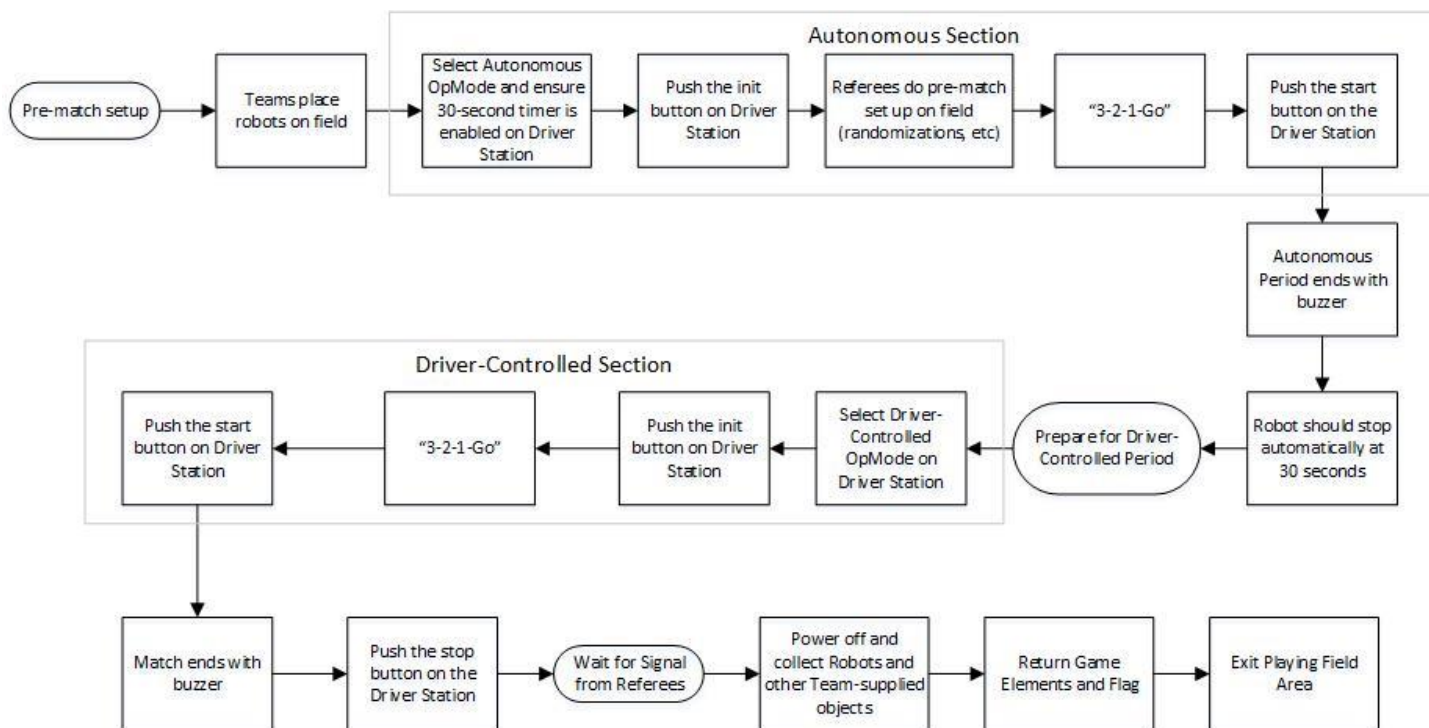 Autonomous Section
Pre-match setup
Teams place
robots on field
Select Autonomous
OpMode and ensure
30-second timer is
enabled on Driver
Station
Push the init
button on Driver
Station
Referees do pre-match
set up on field
(randomizations, etc)
“3-2-1-Go”
Push the start
button on the
Driver Station
Autonomous
Period ends with
buzzer
Robot should stop
automatically at
30 seconds
Prepare for Driver-
Controlled Period
Driver-Controlled Section
Select Driver-
Controlled
OpMode on
Driver Station
Push the init
button on Driver
Station
“3-2-1-Go”
Push the start
button on Driver
Station
Match ends with
buzzer
Push the stop
button on the
Driver Station
Wait for Signal
from Referees
Power off and
collect Robots and
other Team-supplied
objects
Return Game
Elements and Flag
Exit Playing Field
Area